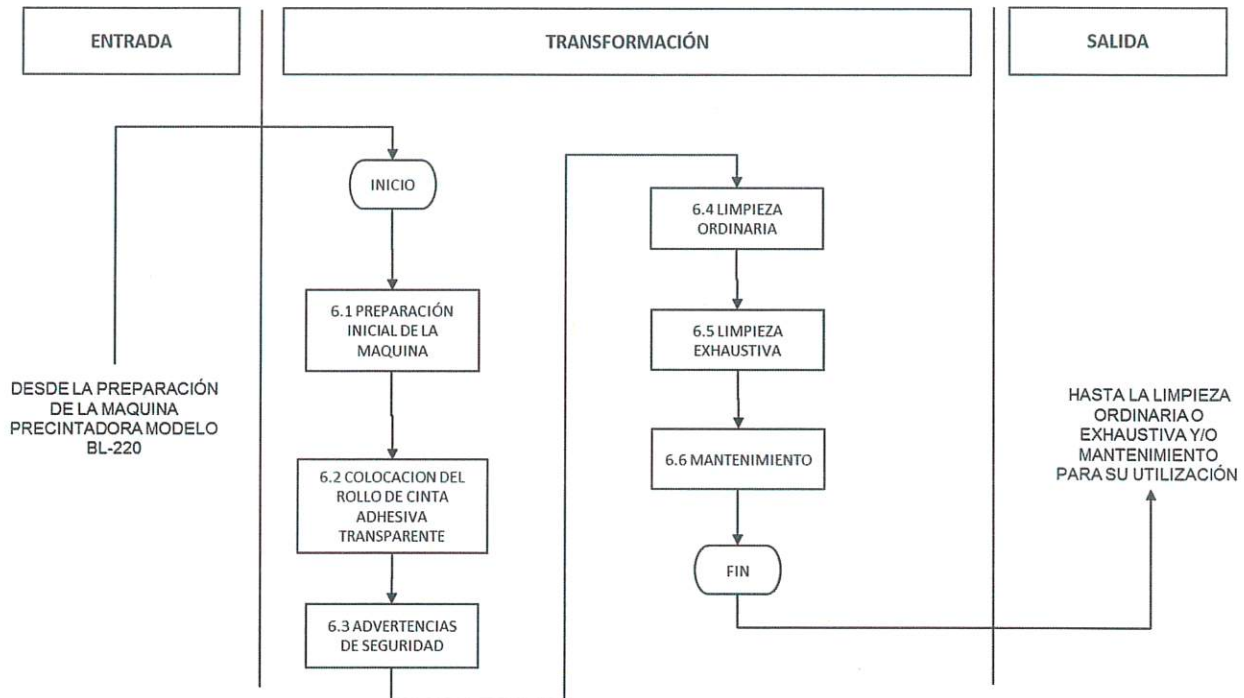 ENTRADA
TRANSFORMACIÓN
SALIDA
DESDE LA PREPARACIÓN
DE LA MAQUINA
PRECINTADORA MODELO
BL-220
INICIO
6.1 PREPARACIÓN
INICIAL DE LA
MAQUINA
6.2 COLOCACION DEL
ROLLO DE CINTA
ADHESIVA
TRANSPARENTE
6.3 ADVERTENCIAS
DE SEGURIDAD
6.4 LIMPIEZA
ORDINARIA
6.5 LIMPIEZA
EXHAUSTIVA
6.6 MANTENIMIENTO
FIN
HASTA LA LIMPIEZA
ORDINARIA O
EXHAUSTIVA Y/O
MANTENIMIENTO
PARA SU UTILIZACIÓN